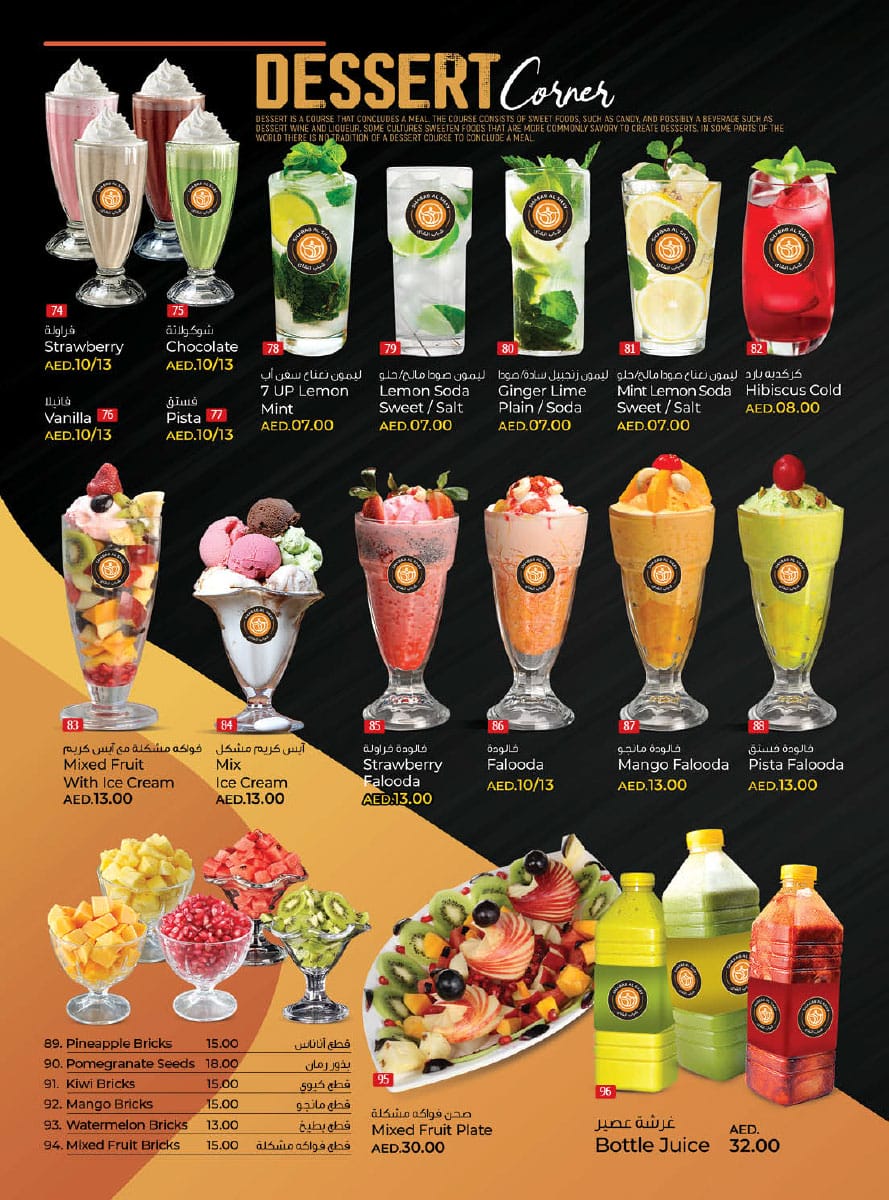 DESSERT Corner
DESSERT IS A COURSE THAT CONCLUDES A MEAL. THE COURSE CONSISTS OF SWEET FOODS, SUCH AS CANDY, AND POSSIBLY A BEVERAGE SUCH AS
DESSERT WINE AND LIQUEUR. SOME CULTURES SWEETEN FOODS THAT ARE MORE COMMONLY SAVORY TO CREATE DESSERTS. IN SOME PARTS OF THE
WORLD THERE IS NO TRADITION OF A DESSERT COURSE TO CONCLUDE A MEAL.
SHABAB AL SHAY
شباب الشاي
74
فراولة
Strawberry
AED.10/13
75
شوكولاتة
Chocolate
AED.10/13
ڤانيلا
Vanilla 76
AED.10/13
فستق
Pista 77
AED.10/13
78
ليمون نعناع سفن أب
7 UP Lemon
Mint
AED.07.00
79
ليمون صودا مالح/حلو
Lemon Soda
Sweet / Salt
AED.07.00
80
ليمون زنجبيل سادة/صودا
Ginger Lime
Plain / Soda
AED.07.00
81
ليمون نعناع صودا مالح/حلو
Mint Lemon Soda
Sweet / Salt
AED.07.00
82
كركديه بارد
Hibiscus Cold
AED.08.00
83
فواكه مشكلة مع آيس كريم
Mixed Fruit
With Ice Cream
AED.13.00
84
آيس كريم مشكل
Mix
Ice Cream
AED.13.00
85
فالودة فراولة
Strawberry
Falooda
AED.13.00
86
فالودة
Falooda
AED.10/13
87
فالودة مانجو
Mango Falooda
AED.13.00
88
فالودة فستق
Pista Falooda
AED.13.00
89. Pineapple Bricks 15.00 قطع أناناس
90. Pomegranate Seeds 18.00 بذور رمان
91. Kiwi Bricks 15.00 قطع كيوي
92. Mango Bricks 15.00 قطع مانجو
93. Watermelon Bricks 13.00 قطع بطيخ
94. Mixed Fruit Bricks 15.00 قطع فواكه مشكلة
95
صحن فواكه مشكلة
Mixed Fruit Plate
AED.30.00
96
غرشة عصير
Bottle Juice
AED.
32.00